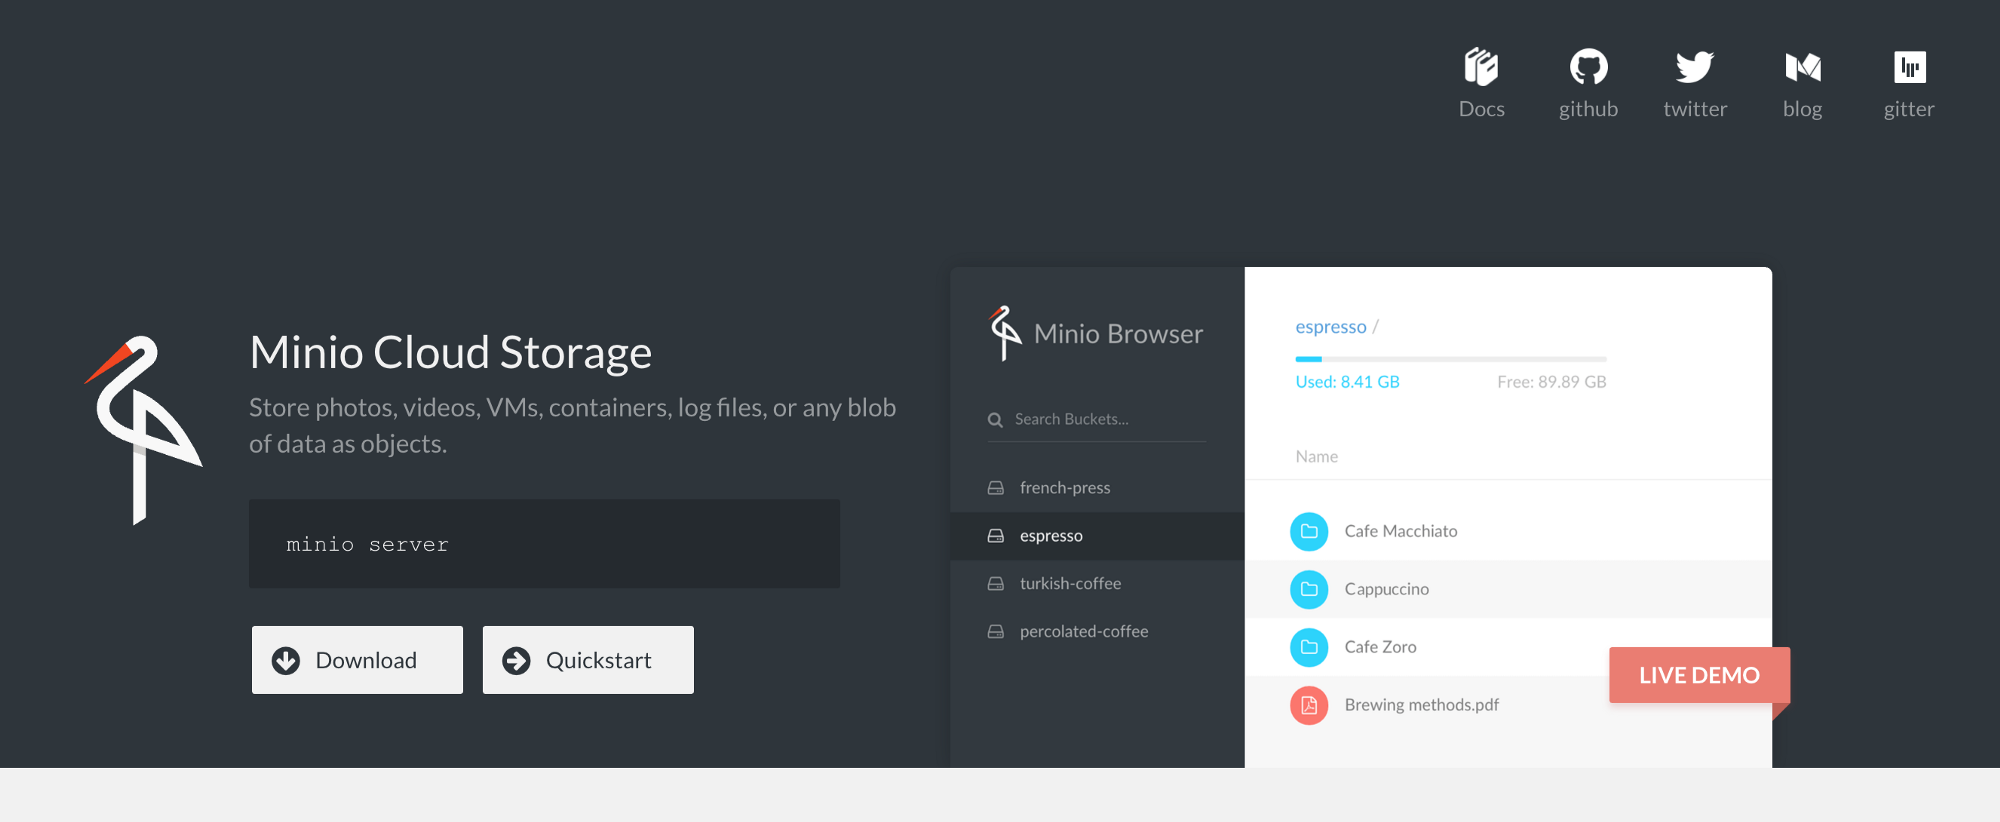 Docs
github
twitter
blog
gitter
Minio Cloud Storage
Store photos, videos, VMs, containers, log files, or any blob
of data as objects.
minio server
Download
Quickstart
Minio Browser
Search Buckets...
french-press
espresso
turkish-coffee
percolated-coffee
espresso /
Used: 8.41 GB
Free: 89.89 GB
Name
Cafe Macchiato
Cappuccino
Cafe Zoro
Brewing methods.pdf
LIVE DEMO